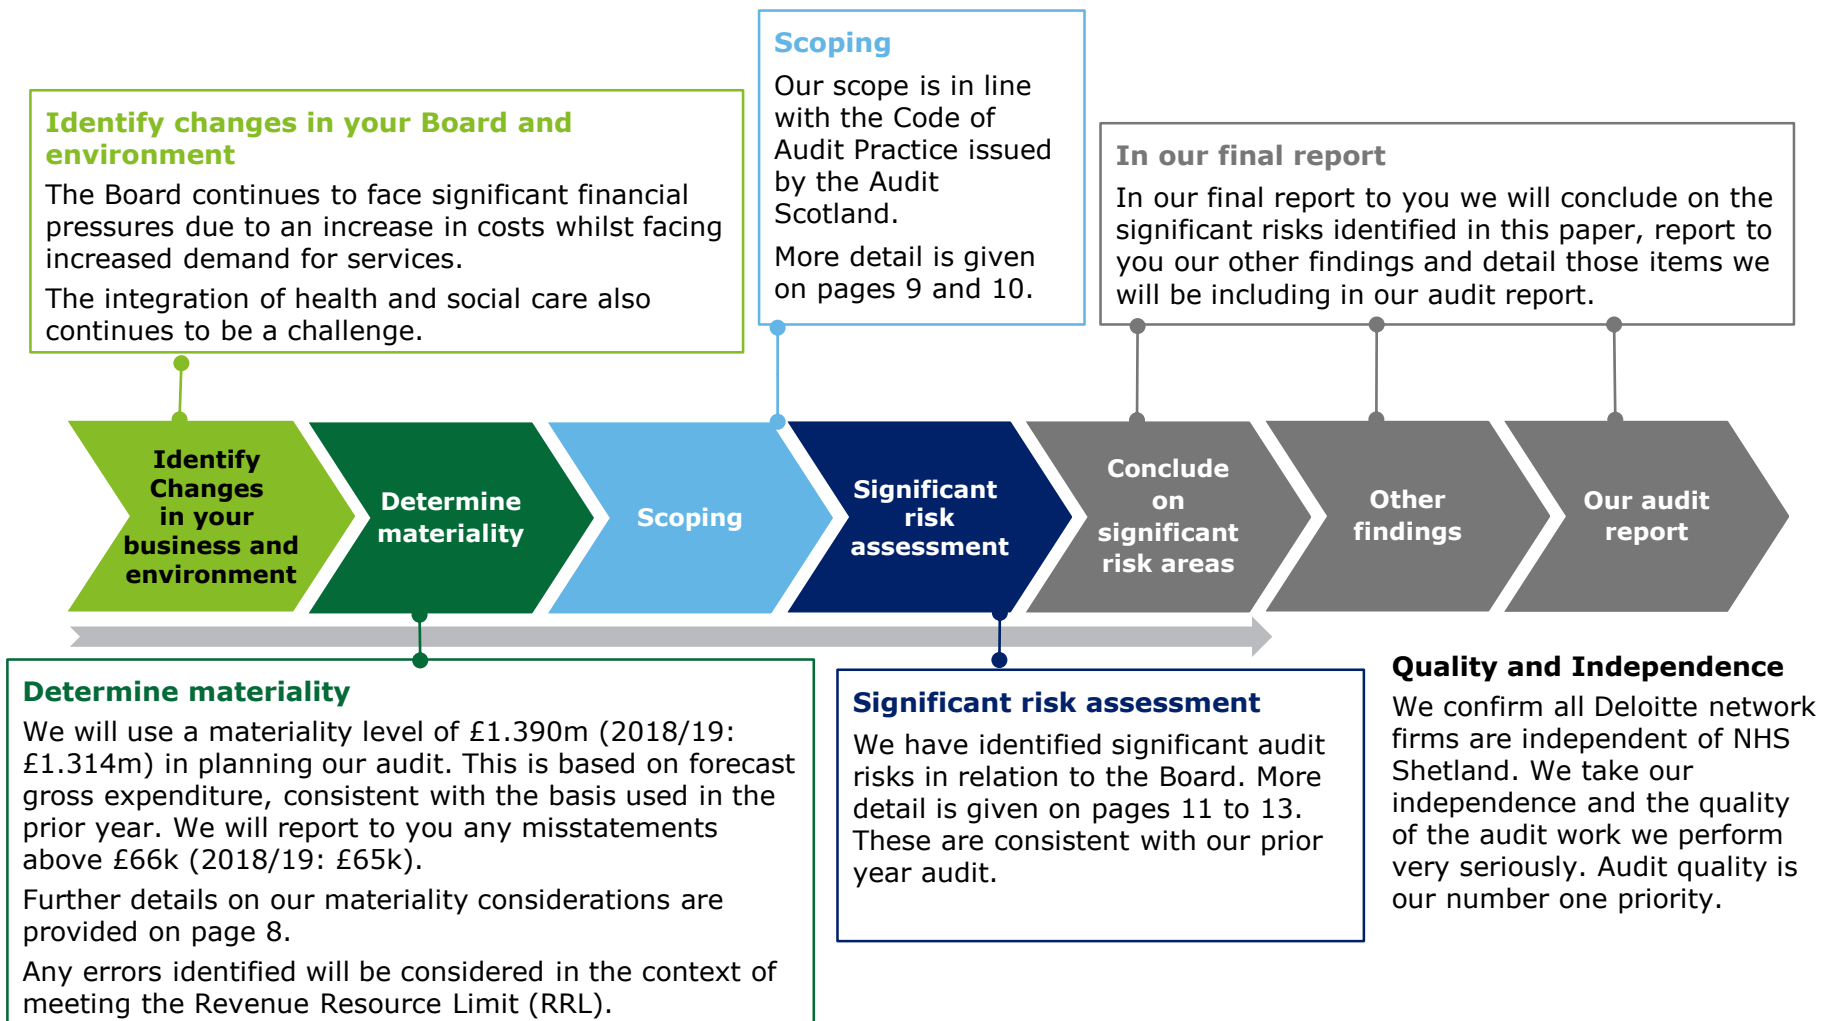 Identify changes in your Board and
environment
The Board continues to face significant financial
pressures due to an increase in costs whilst facing
increased demand for services.
The integration of health and social care also
continues to be a challenge.
Scoping
Our scope is in line
with the Code of
Audit Practice issued
by the Audit
Scotland.
More detail is given
on pages 9 and 10.
In our final report
In our final report to you we will conclude on the
significant risks identified in this paper, report to
you our other findings and detail those items we
will be including in our audit report.
Identify
Changes
in your
business and
environment
Determine
materiality
Scoping
Significant
risk
assessment
Conclude
on
significant
risk areas
Other
findings
Our audit
report
Determine materiality
We will use a materiality level of £1.390m (2018/19:
£1.314m) in planning our audit. This is based on forecast
gross expenditure, consistent with the basis used in the
prior year. We will report to you any misstatements
above £66k (2018/19: £65k).
Further details on our materiality considerations are
provided on page 8.
Any errors identified will be considered in the context of
meeting the Revenue Resource Limit (RRL).
Significant risk assessment
We have identified significant audit
risks in relation to the Board. More
detail is given on pages 11 to 13.
These are consistent with our prior
year audit.
Quality and Independence
We confirm all Deloitte network
firms are independent of NHS
Shetland. We take our
independence and the quality
of the audit work we perform
very seriously. Audit quality is
our number one priority.